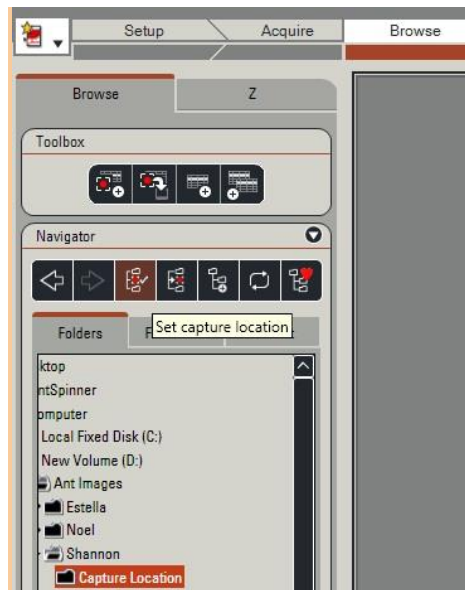 Setup Acquire Browse
Browse Z
Toolbox
Navigator
Set capture location
Folders F
ktop
ntSpinner
omputer
Local Fixed Disk (C:)
New Volume (D:)
Ant Images
Estella
Noel
Shannon
Capture Location